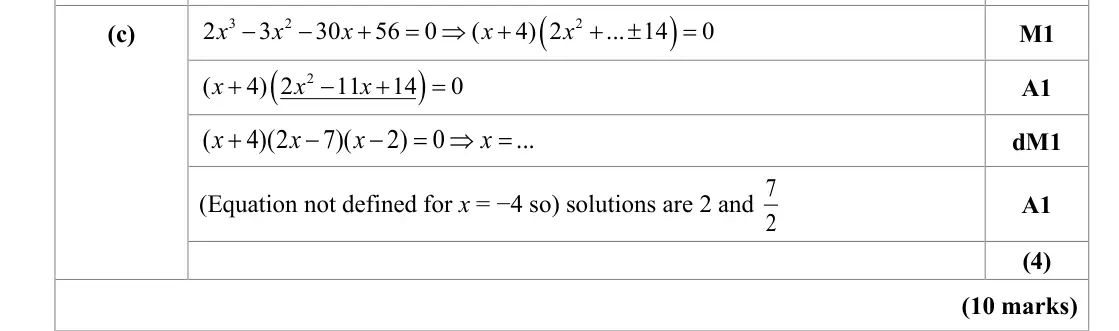 (c) 2x³ − 3x² − 30x + 56 = 0 ⇒ (x + 4)(2x² + ... ± 14) = 0 M1
(x + 4)(2x² − 11x + 14) = 0 A1
(x + 4)(2x − 7)(x − 2) = 0 ⇒ x = ... dM1
(Equation not defined for x = −4 so) solutions are 2 and 7/2 A1
(4)
(10 marks)